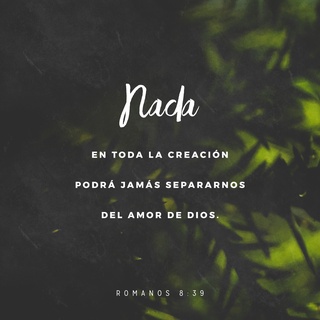 Nada
EN TODA LA CREACIÓN
PODRÁ JAMÁS SEPARARNOS
DEL AMOR DE DIOS.
ROMANOS 8:39